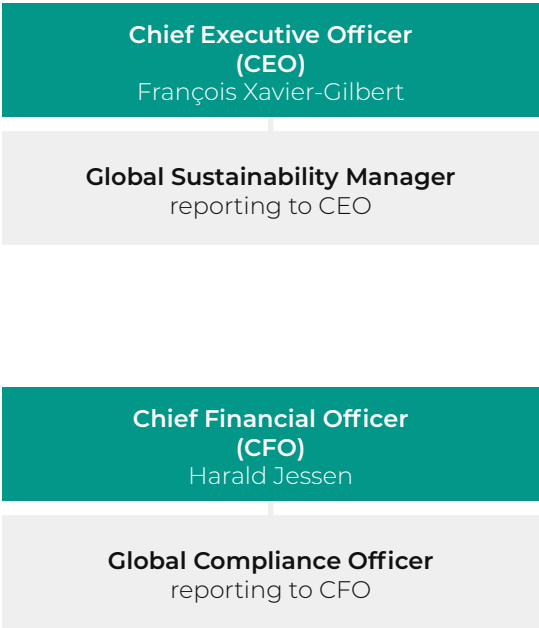 Chief Executive Officer
(CEO)
François Xavier-Gilbert
Global Sustainability Manager
reporting to CEO
Chief Financial Officer
(CFO)
Harald Jessen
Global Compliance Officer
reporting to CFO